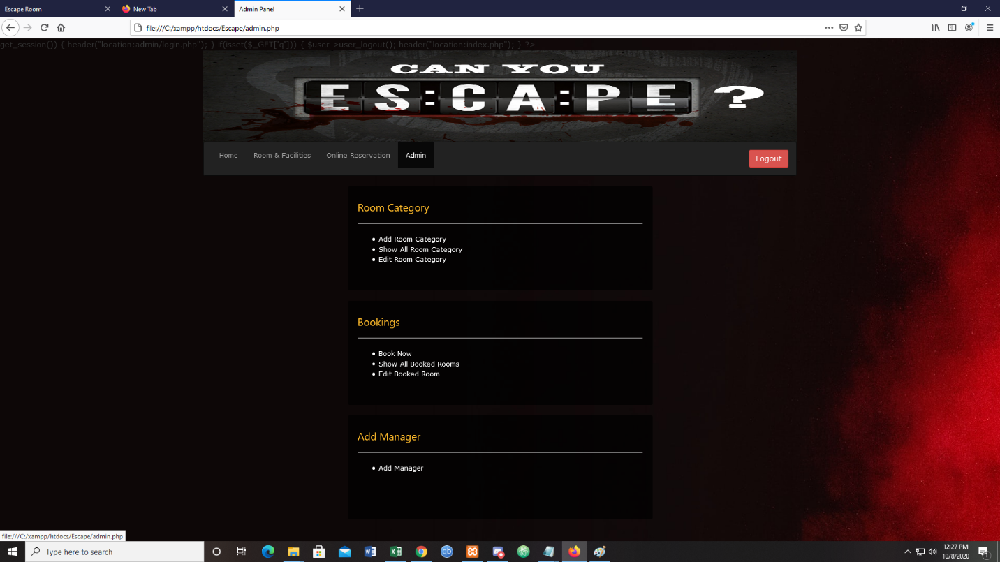 Escape Room
New Tab
Admin Panel
file:///C:/xampp/htdocs/Escape/admin.php
get_session()) { header("location:admin/login.php"); } if(isset($_GET['q'])) { $user->user_logout(); header("location:index.php"); } ?>
CAN YOU
ES:CA:PE ?
Home
Room & Facilities
Online Reservation
Admin
Logout
Room Category
Add Room Category
Show All Room Category
Edit Room Category
Bookings
Book Now
Show All Booked Rooms
Edit Booked Room
Add Manager
Add Manager
file:///C:/xampp/htdocs/Escape/admin.php
Type here to search
12:27 PM
10/8/2020
1